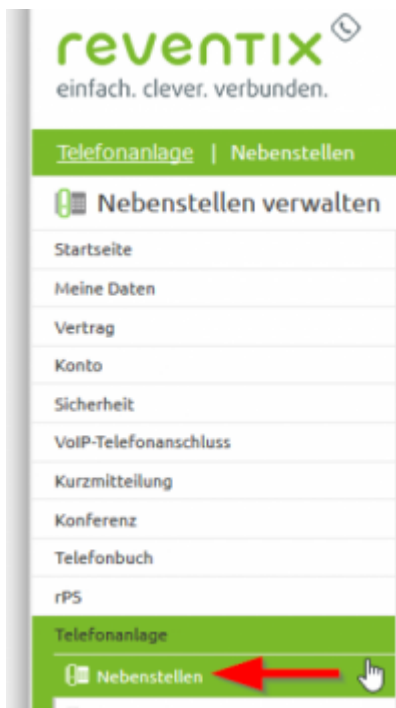 reventix®
einfach. clever. verbunden.
Telefonanlage | Nebenstellen
Nebenstellen verwalten
Startseite
Meine Daten
Vertrag
Konto
Sicherheit
VoIP-Telefonanschluss
Kurzmitteilung
Konferenz
Telefonbuch
rPS
Telefonanlage
Nebenstellen